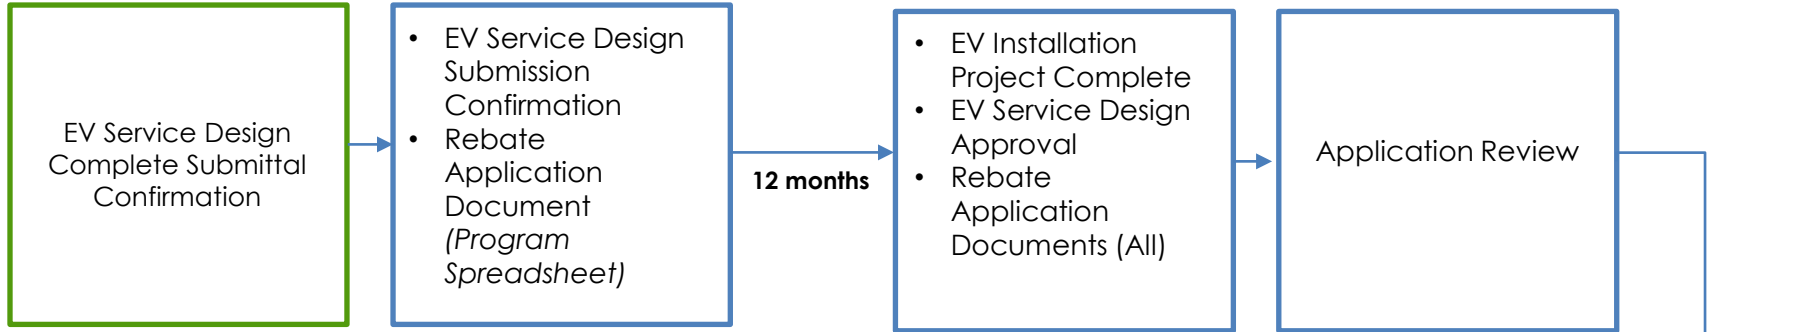 EV Service Design
Complete Submittal
Confirmation
• EV Service Design
Submission
Confirmation
• Rebate
Application
Document
(Program
Spreadsheet)
12 months
• EV Installation
Project Complete
• EV Service Design
Approval
• Rebate
Application
Documents (All)
Application Review